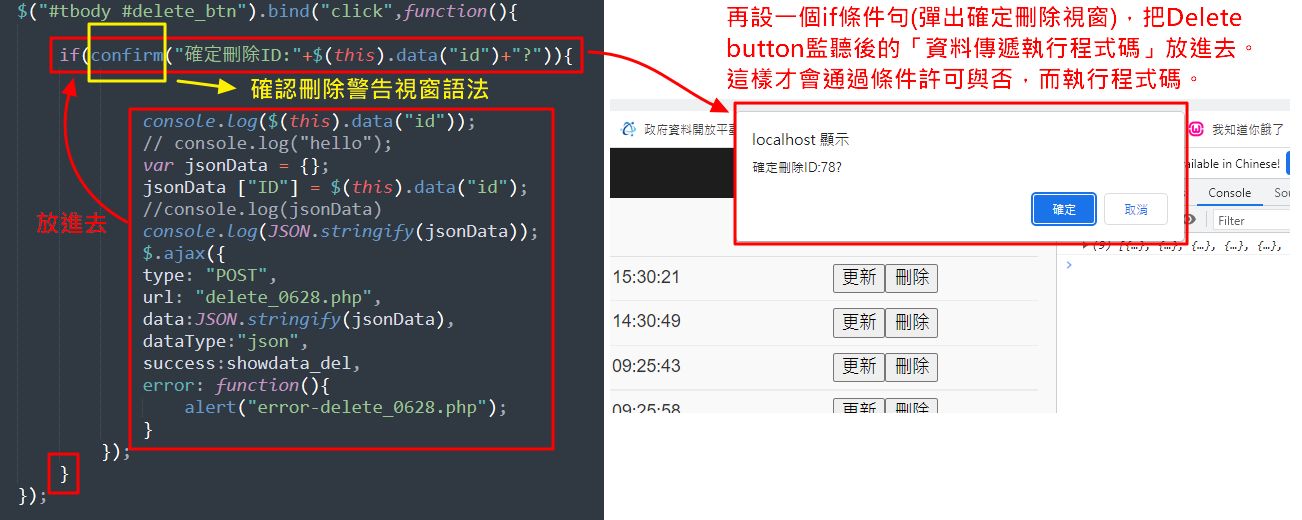 $("#tbody #delete_btn").bind("click",function(){
if(confirm("確定刪除ID:"+$(this).data("id")+"?")){
確認刪除警告視窗語法
console.log($(this).data("id"));
// console.log("hello");
var jsonData = {};
jsonData ["ID"] = $(this).data("id");
//console.log(jsonData)
放進去
console.log(JSON.stringify(jsonData));
$.ajax({
type: "POST",
url: "delete_0628.php",
data:JSON.stringify(jsonData),
dataType:"json",
success:showdata_del,
error: function(){
alert("error-delete_0628.php");
}
});
}
});
再設一個if條件句(彈出確定刪除視窗)，把Delete
button監聽後的「資料傳遞執行程式碼」放進去。
這樣才會通過條件許可與否，而執行程式碼。
政府資料開放平
我知道你餓了
localhost 顯示
確定刪除ID:78?
確定
取消
ailable in Chinese!
Console
Sou
Filter
(9) [{…}, {…}, {…}, {…}, {…},
15:30:21 更新 刪除
14:30:49 更新 刪除
09:25:43 更新 刪除
09:25:58 更新 刪除